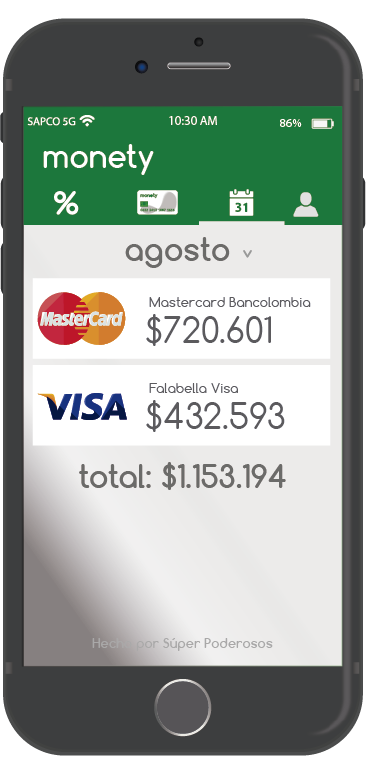 SAPCO 5G 10:30 AM 86%
monety
% monety 31
agosto
MasterCard Mastercard Bancolombia
$720.601
VISA Falabella Visa
$432.593
total: $1.153.194
por Súper Poderosos